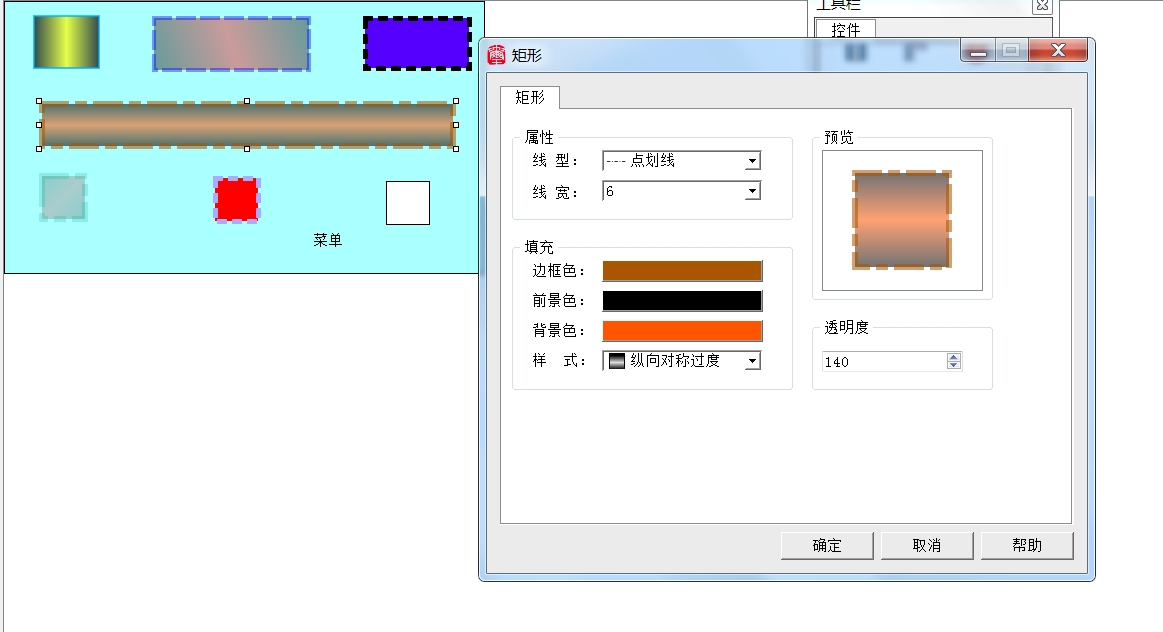 工具栏
控件
矩形
矩形
属性
线 型：
点划线
线 宽：
6
预览
填充
边框色：
前景色：
背景色：
样 式：
纵向对称过度
透明度
140
菜单
确定
取消
帮助